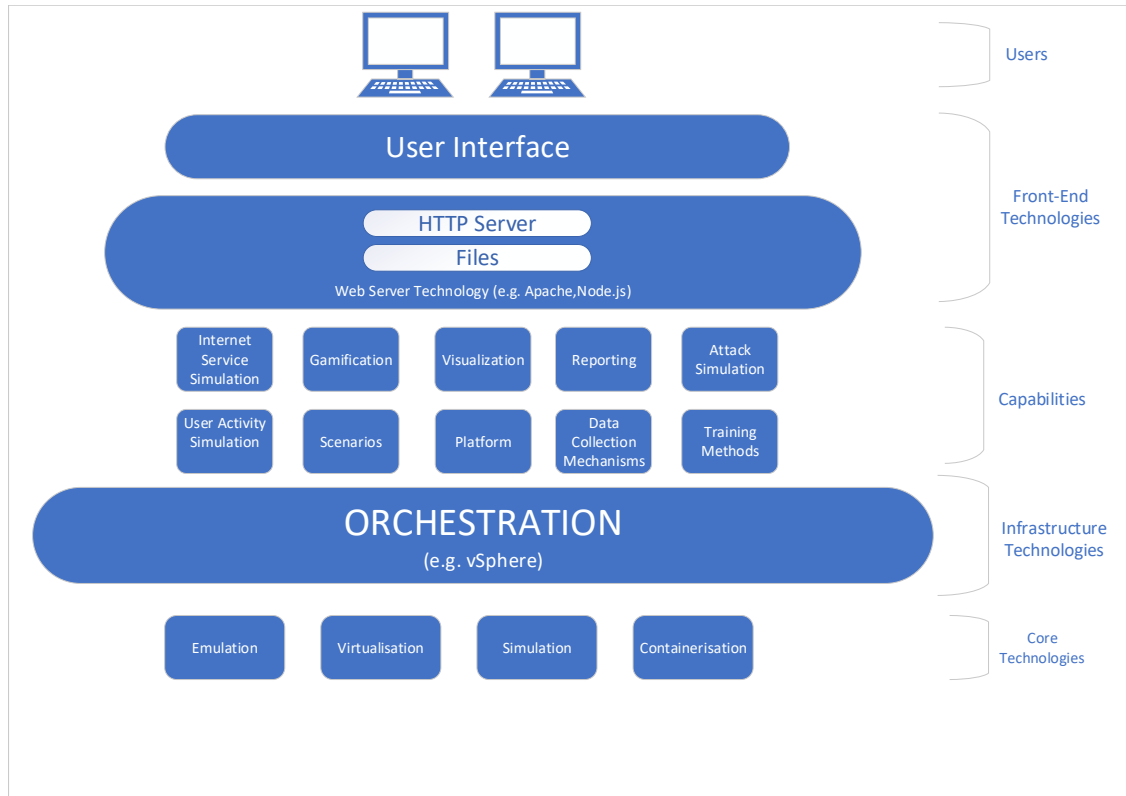 Users
User Interface
Front-End
Technologies
HTTP Server
Files
Web Server Technology (e.g. Apache,Node.js)
Internet
Service
Simulation
Gamification
Visualization
Reporting
Attack
Simulation
Capabilities
User Activity
Simulation
Scenarios
Platform
Data
Collection
Mechanisms
Training
Methods
ORCHESTRATION
(e.g. vSphere)
Infrastructure
Technologies
Emulation
Virtualisation
Simulation
Containerisation
Core
Technologies